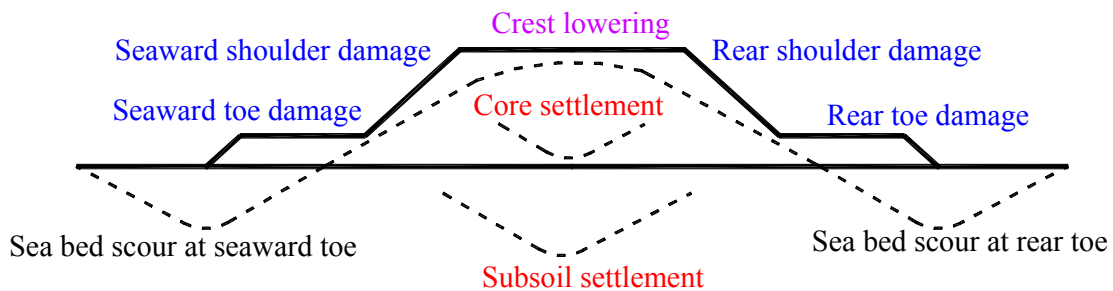 Crest lowering
Seaward shoulder damage
Rear shoulder damage
Seaward toe damage
Core settlement
Rear toe damage
Sea bed scour at seaward toe
Sea bed scour at rear toe
Subsoil settlement